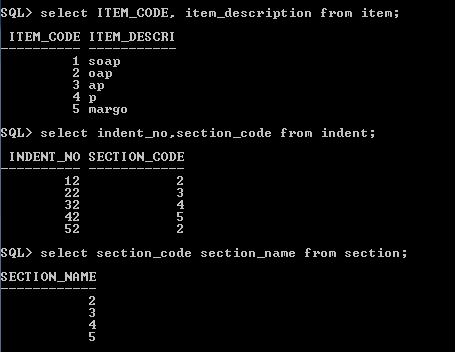 SQL> select ITEM_CODE, item_description from item;
ITEM_CODE ITEM_DESCRI
---------- -----------
1 soap
2 oap
3 ap
4 p
5 margo
SQL> select indent_no,section_code from indent;
INDENT_NO SECTION_CODE
---------- ------------
12 2
22 3
32 4
42 5
52 2
SQL> select section_code section_name from section;
SECTION_NAME
------------
2
3
4
5